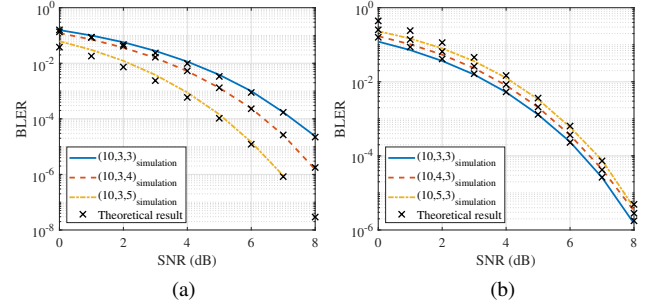 10^0
10^-2
10^-4
10^-6
10^-8
BLER
(10,3,3)simulation
(10,3,4)simulation
(10,3,5)simulation
Theoretical result
0 2 4 6 8
SNR (dB)
(a)
10^0
10^-2
10^-4
10^-6
BLER
(10,3,3)simulation
(10,4,3)simulation
(10,5,3)simulation
Theoretical result
0 2 4 6 8
SNR (dB)
(b)